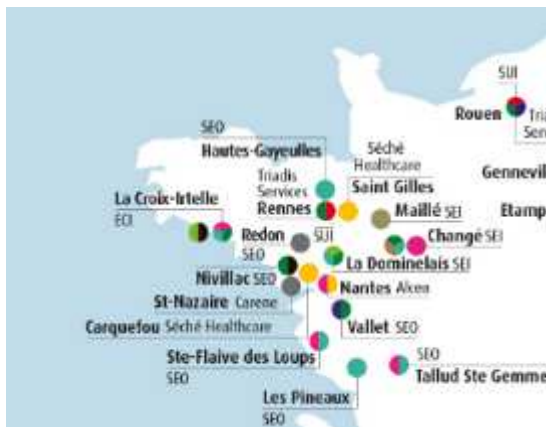 SUI
Rouen Tria
Serv
SEO
Hautes-Gayeulles
Séché
Healthcare
Saint Gilles
Gennevil
Triadis
Services
Rennes
La Croix-Irtelle
ECI
Maillé SEI
Etamp
Redon SUI
SEO
Changé SEI
La Dominelais SEI
Nivillac SEO
Nantes Alcea
St-Nazaire Carene
Carquefou Séché Healthcare
Vallet SEO
Ste-Flaive des Loups
SEO
SEO
Tallud Ste Gemme
Les Pineaux
SEO